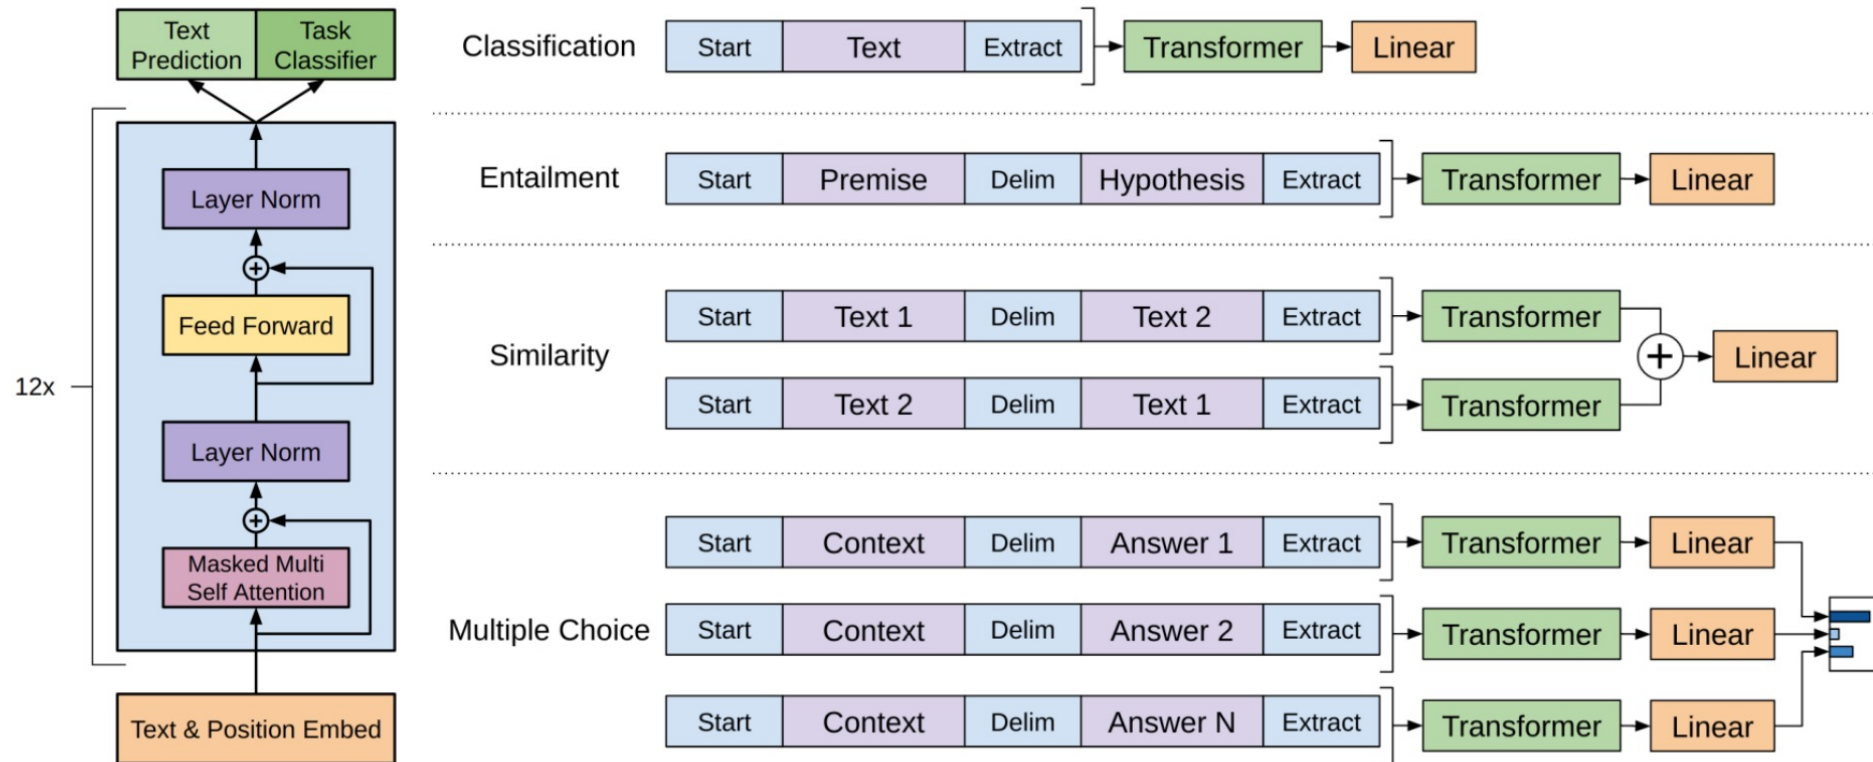 Text
Prediction
Task
Classifier
12x
Layer Norm
+
Feed Forward
Layer Norm
+
Masked Multi
Self Attention
Text & Position Embed
Classification
Start Text Extract Transformer Linear
Entailment
Start Premise Delim Hypothesis Extract Transformer Linear
Similarity
Start Text 1 Delim Text 2 Extract Transformer
+ Linear
Start Text 2 Delim Text 1 Extract Transformer
Multiple Choice
Start Context Delim Answer 1 Extract Transformer Linear
Start Context Delim Answer 2 Extract Transformer Linear
Start Context Delim Answer N Extract Transformer Linear